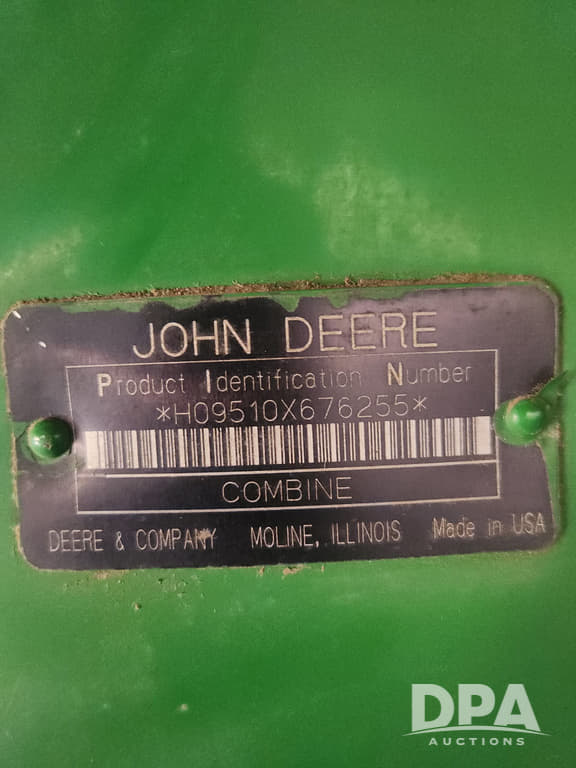 JOHN DEERE
Product Identification Number
*H09510X676255*
COMBINE
DEERE & COMPANY MOLINE, ILLINOIS Made in USA
DPA
AUCTIONS